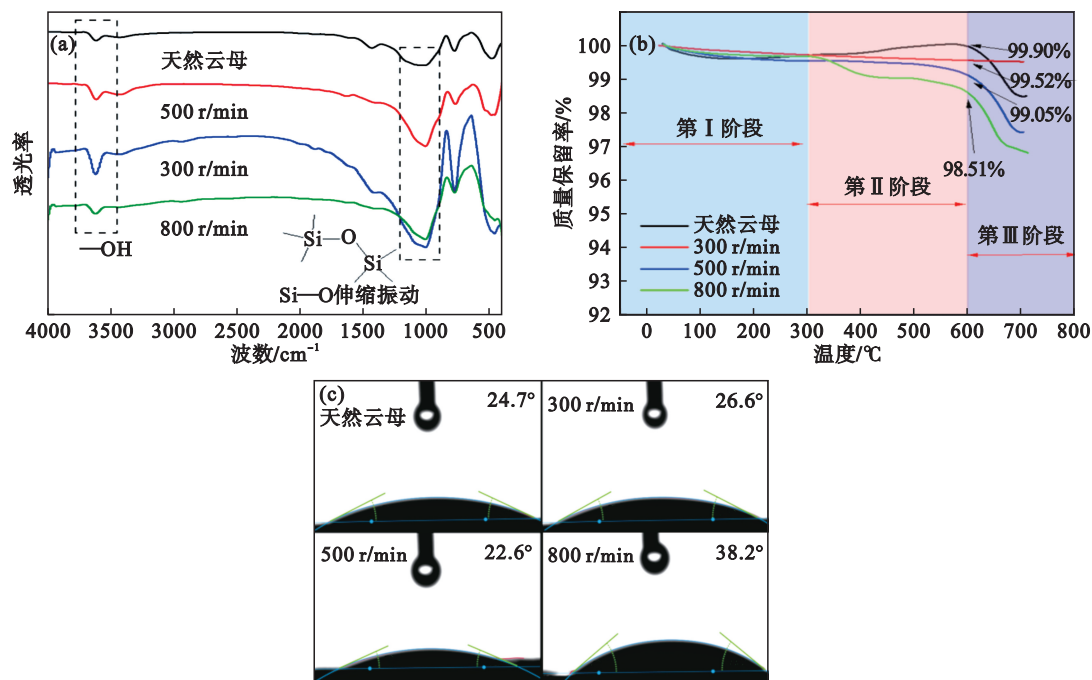 (a)
天然云母
500 r/min
300 r/min
800 r/min
—OH
Si—O
Si
Si—O伸缩振动
透光率
4000 3500 3000 2500 2000 1500 1000 500
波数/cm⁻¹
(b)
99.90%
99.52%
99.05%
98.51%
第Ⅰ阶段
第Ⅱ阶段
第Ⅲ阶段
天然云母
300 r/min
500 r/min
800 r/min
质量保留率/%
100
99
98
97
96
95
94
93
92
0 100 200 300 400 500 600 700 800
温度/℃
(c)
天然云母
24.7°
300 r/min
26.6°
500 r/min
22.6°
800 r/min
38.2°